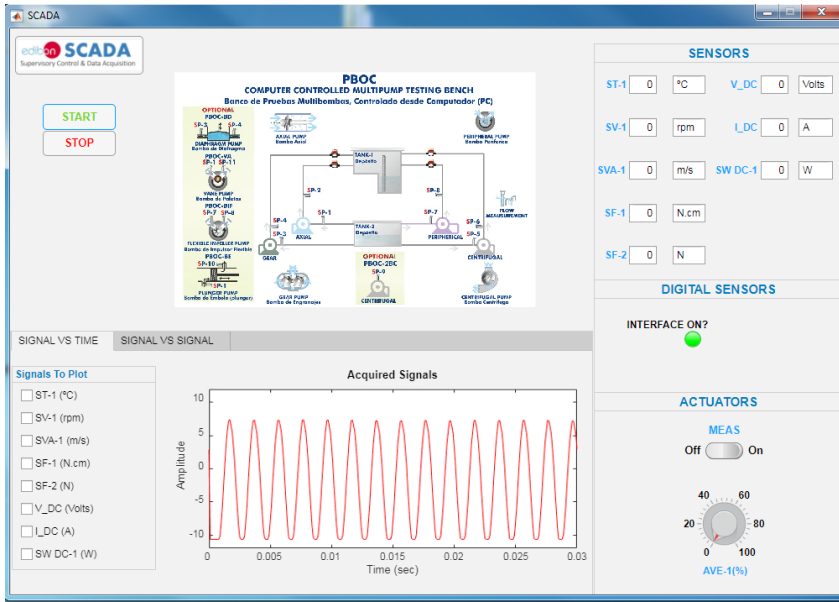 SCADA
edibon SCADA
Supervisory Control & Data Acquisition
START
STOP
PBOC
COMPUTER CONTROLLED MULTIPUMP TESTING BENCH
Banco de Pruebas Multibombas, Controlado desde Computador (PC)
OPTIONAL
PBOC-BD
SP-3 SP-4
DIAPHRAGM PUMP
Bomba de Diafragma
PBOC-VA
SP-1 SP-11
VANE PUMP
Bomba de Paletas
PBOC-BIF
SP-7 SP-8
FLEXIBLE IMPELLER PUMP
Bomba de Impulsor Flexible
PBOC-BE
SP-10
SP-1
PLUNGER PUMP
Bomba de Embolo (plunger)
AXIAL PUMP
Bomba Axial
PERIPHERAL PUMP
TANK-1
Depósito
SP-2
SP-8
SP-4
SP-1
SP-3
AXIAL
GEAR
TANK-2
Depósito
SP-7
SP-6
SP-5
PERIPHERICAL
CENTRIFUGAL
FLOW
MEASUREMENT
OPTIONAL
PBOC-2BC
SP-9
CENTRIFUGAL
GEAR PUMP
Bomba de Engranajes
CENTRIFUGAL PUMP
Bomba Centrífuga
SENSORS
ST-1 0 ºC V_DC 0 Volts
SV-1 0 rpm I_DC 0 A
SVA-1 0 m/s SW DC-1 0 W
SF-1 0 N.cm
SF-2 0 N
DIGITAL SENSORS
INTERFACE ON?
ACTUATORS
MEAS
Off On
40 60
20 80
0 100
AVE-1(%)
SIGNAL VS TIME SIGNAL VS SIGNAL
Signals To Plot
ST-1 (ºC)
SV-1 (rpm)
SVA-1 (m/s)
SF-1 (N.cm)
SF-2 (N)
V_DC (Volts)
I_DC (A)
SW DC-1 (W)
Acquired Signals
Amplitude
10
5
0
-5
-10
0 0.005 0.01 0.015 0.02 0.025 0.03
Time (sec)